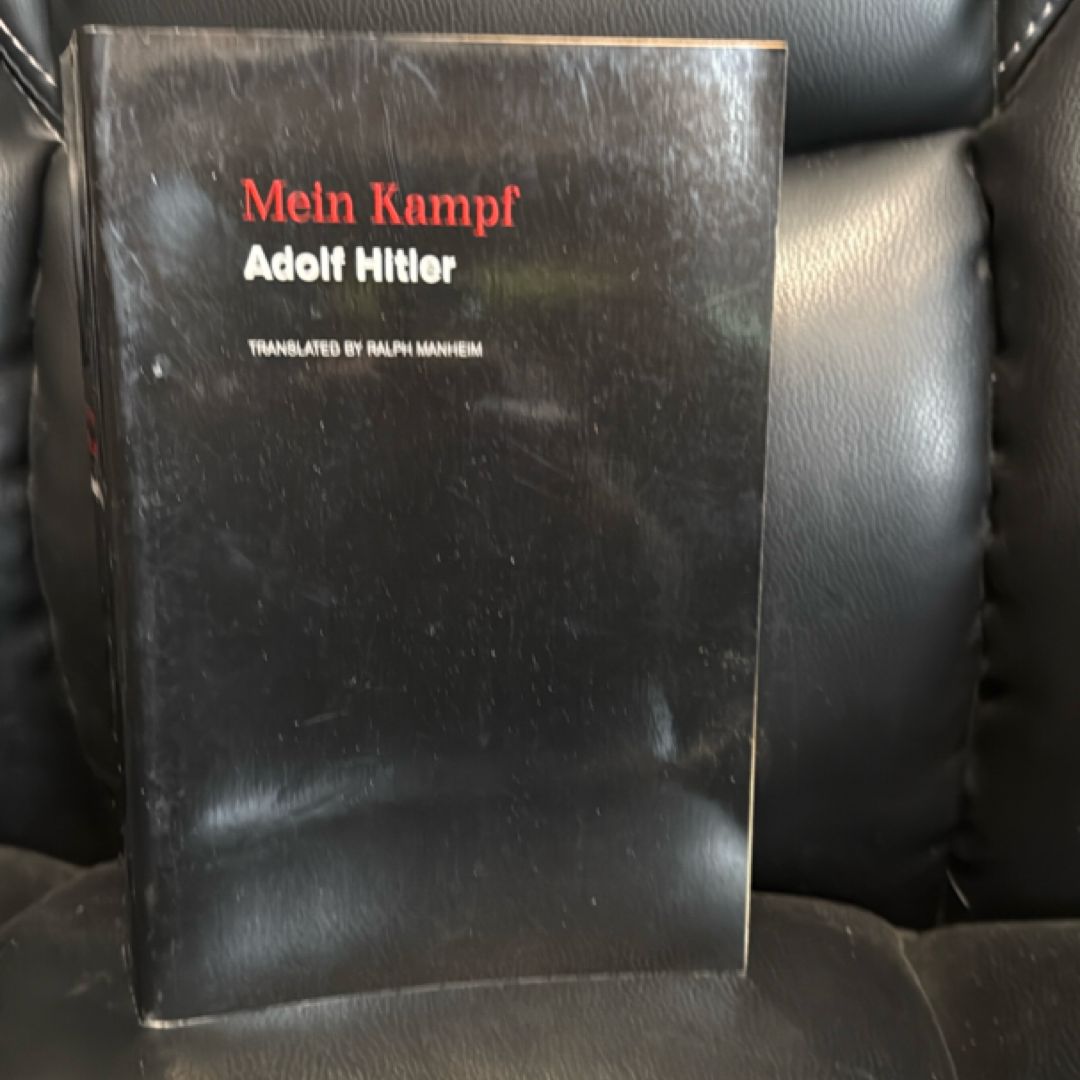 Mein Kampf
Adolf Hitler
TRANSLATED BY RALPH MANHEIM